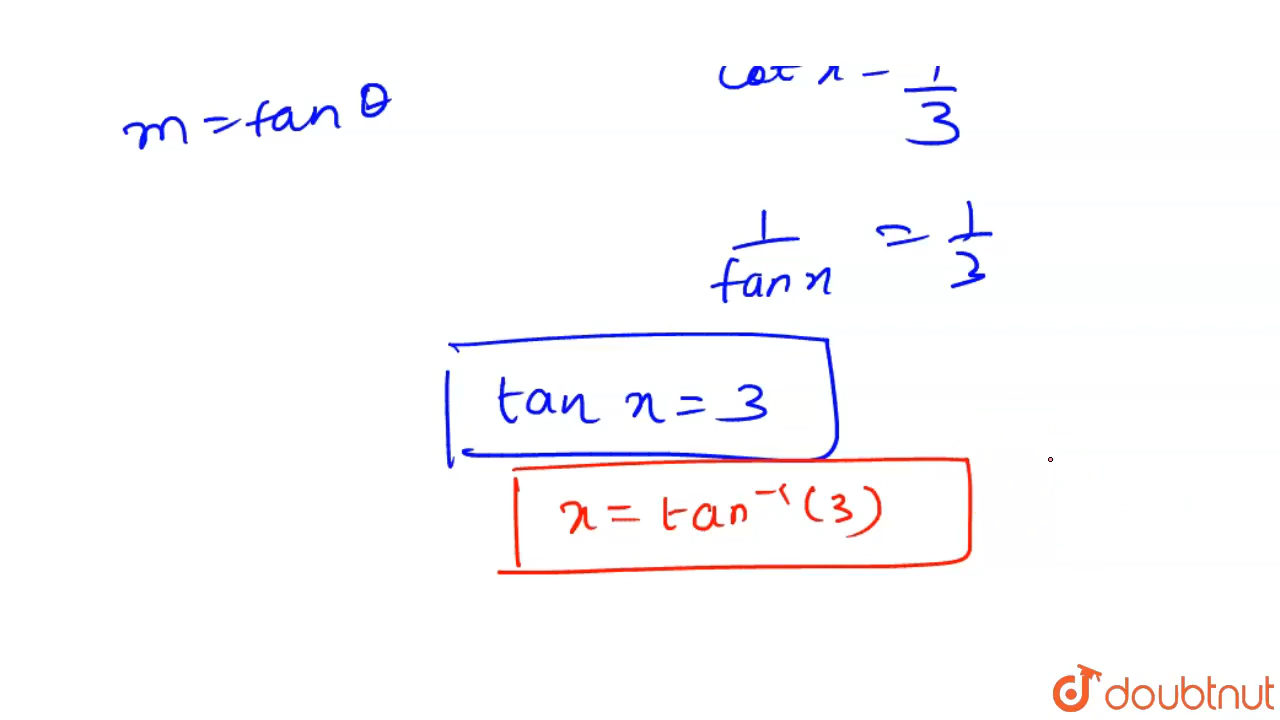 m = tan θ
cot x = 1/3
1/tan x = 1/3
tan x = 3
x = tan⁻¹(3)
doubtnut